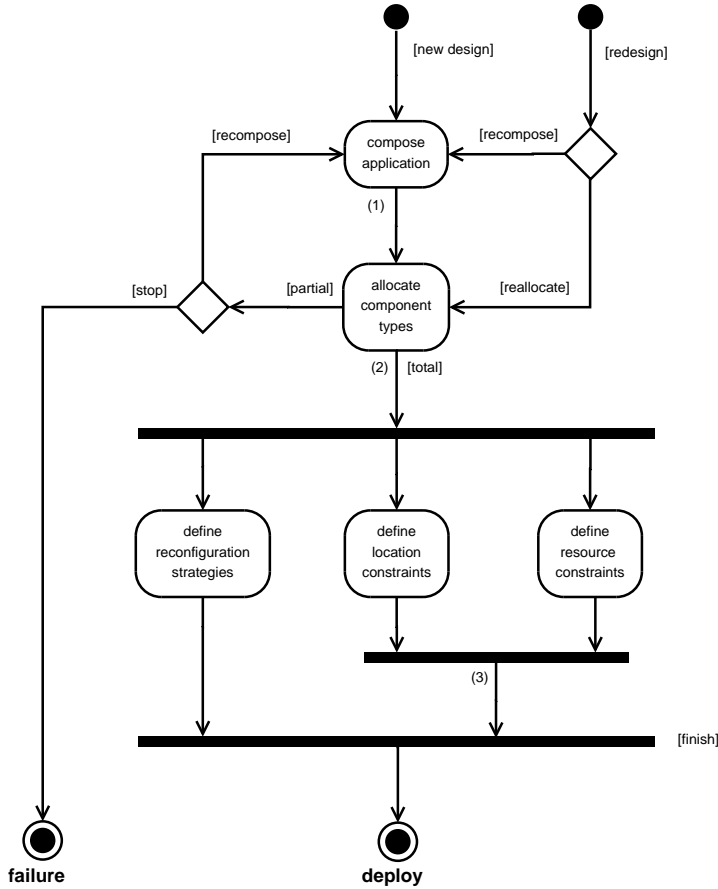 [new design]
[redesign]
[recompose]
compose
application
[recompose]
(1)
[stop]
[partial]
allocate
component
types
[reallocate]
(2)
[total]
define
reconfiguration
strategies
define
location
constraints
define
resource
constraints
(3)
[finish]
failure
deploy